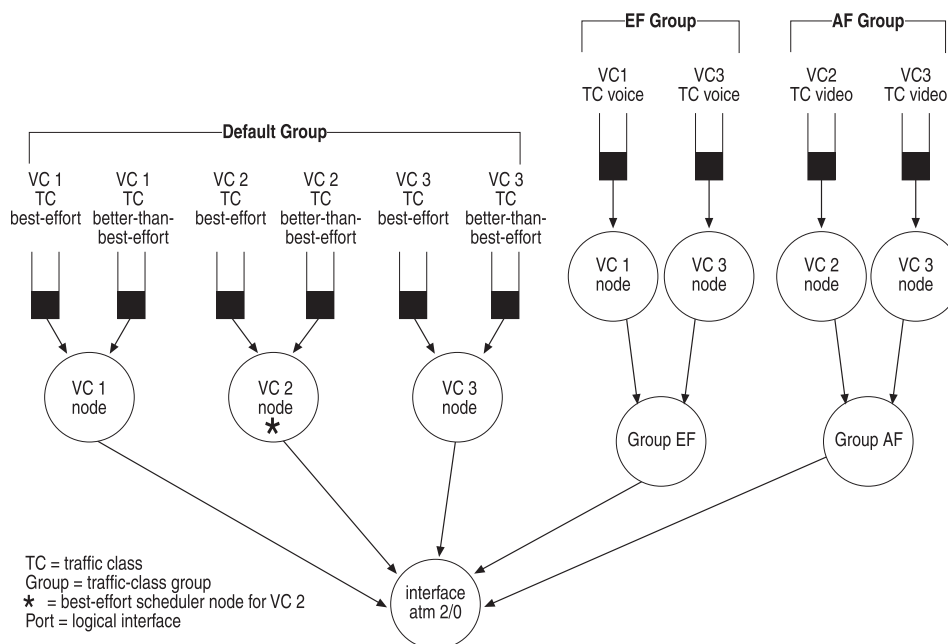 EF Group
AF Group
VC1
TC voice
VC3
TC voice
VC2
TC video
VC3
TC video
Default Group
VC 1
TC
best-effort
VC 1
TC
better-than-
best-effort
VC 2
TC
best-effort
VC 2
TC
better-than-
best-effort
VC 3
TC
best-effort
VC 3
TC
better-than-
best-effort
VC 1
node
VC 3
node
VC 2
node
VC 3
node
VC 1
node
VC 2
node
*
VC 3
node
Group EF
Group AF
interface
atm 2/0
TC = traffic class
Group = traffic-class group
* = best-effort scheduler node for VC 2
Port = logical interface